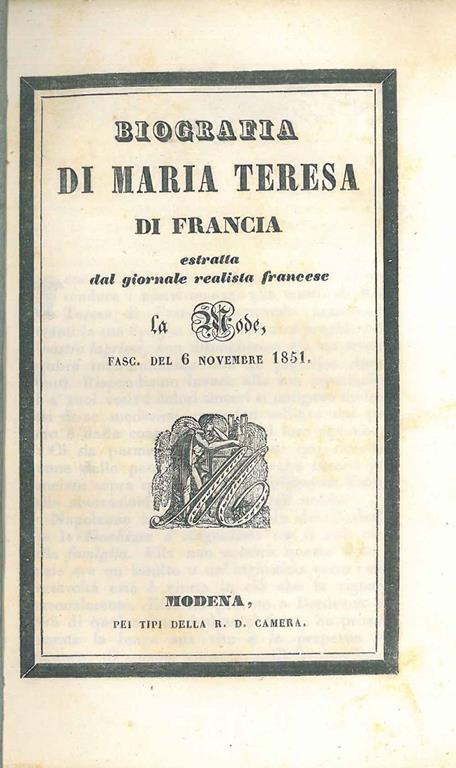 BIOGRAFIA
DI MARIA TERESA
DI FRANCIA
estratta
dal giornale realista francese
La Mode,
FASC. DEL 6 NOVEMBRE 1851.
MODENA,
PEI TIPI DELLA R. D. CAMERA.